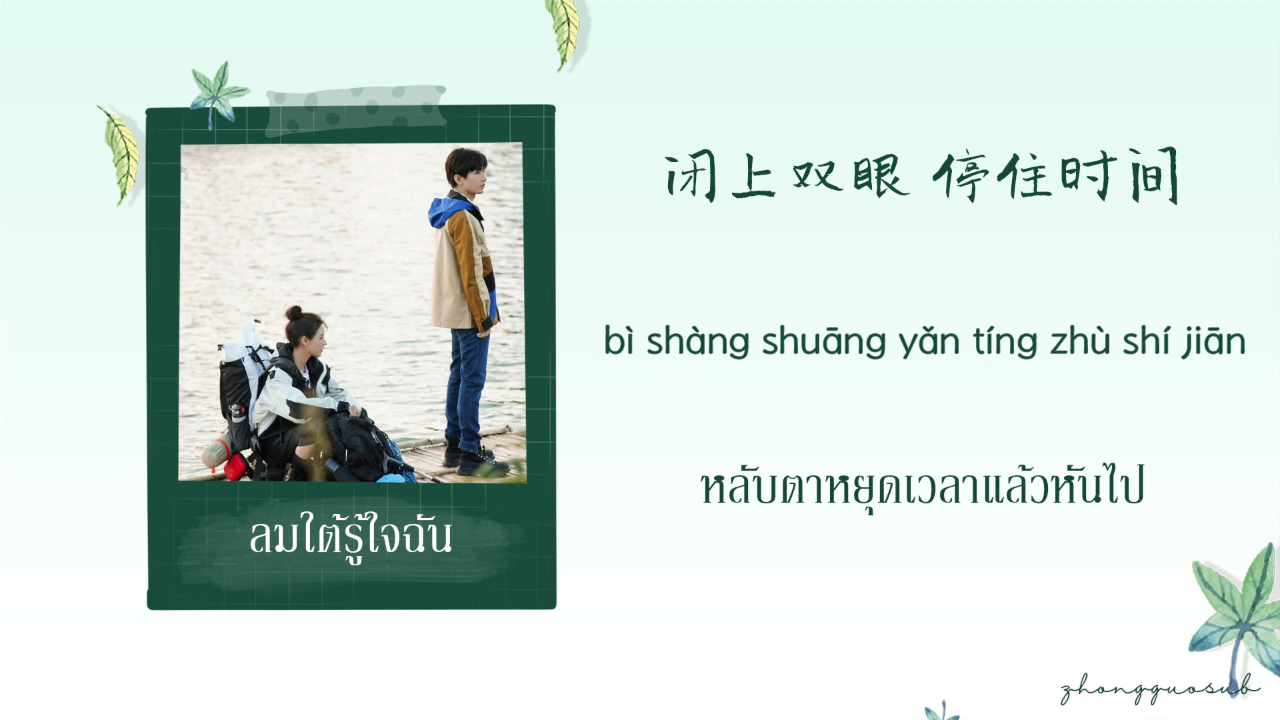 闭上双眼 停住时间
bì shàng shuāng yǎn tíng zhù shí jiān
หลับตาหยุดเวลาแล้วหันไป
ลมใต้รู้ใจฉัน
zhongguosub